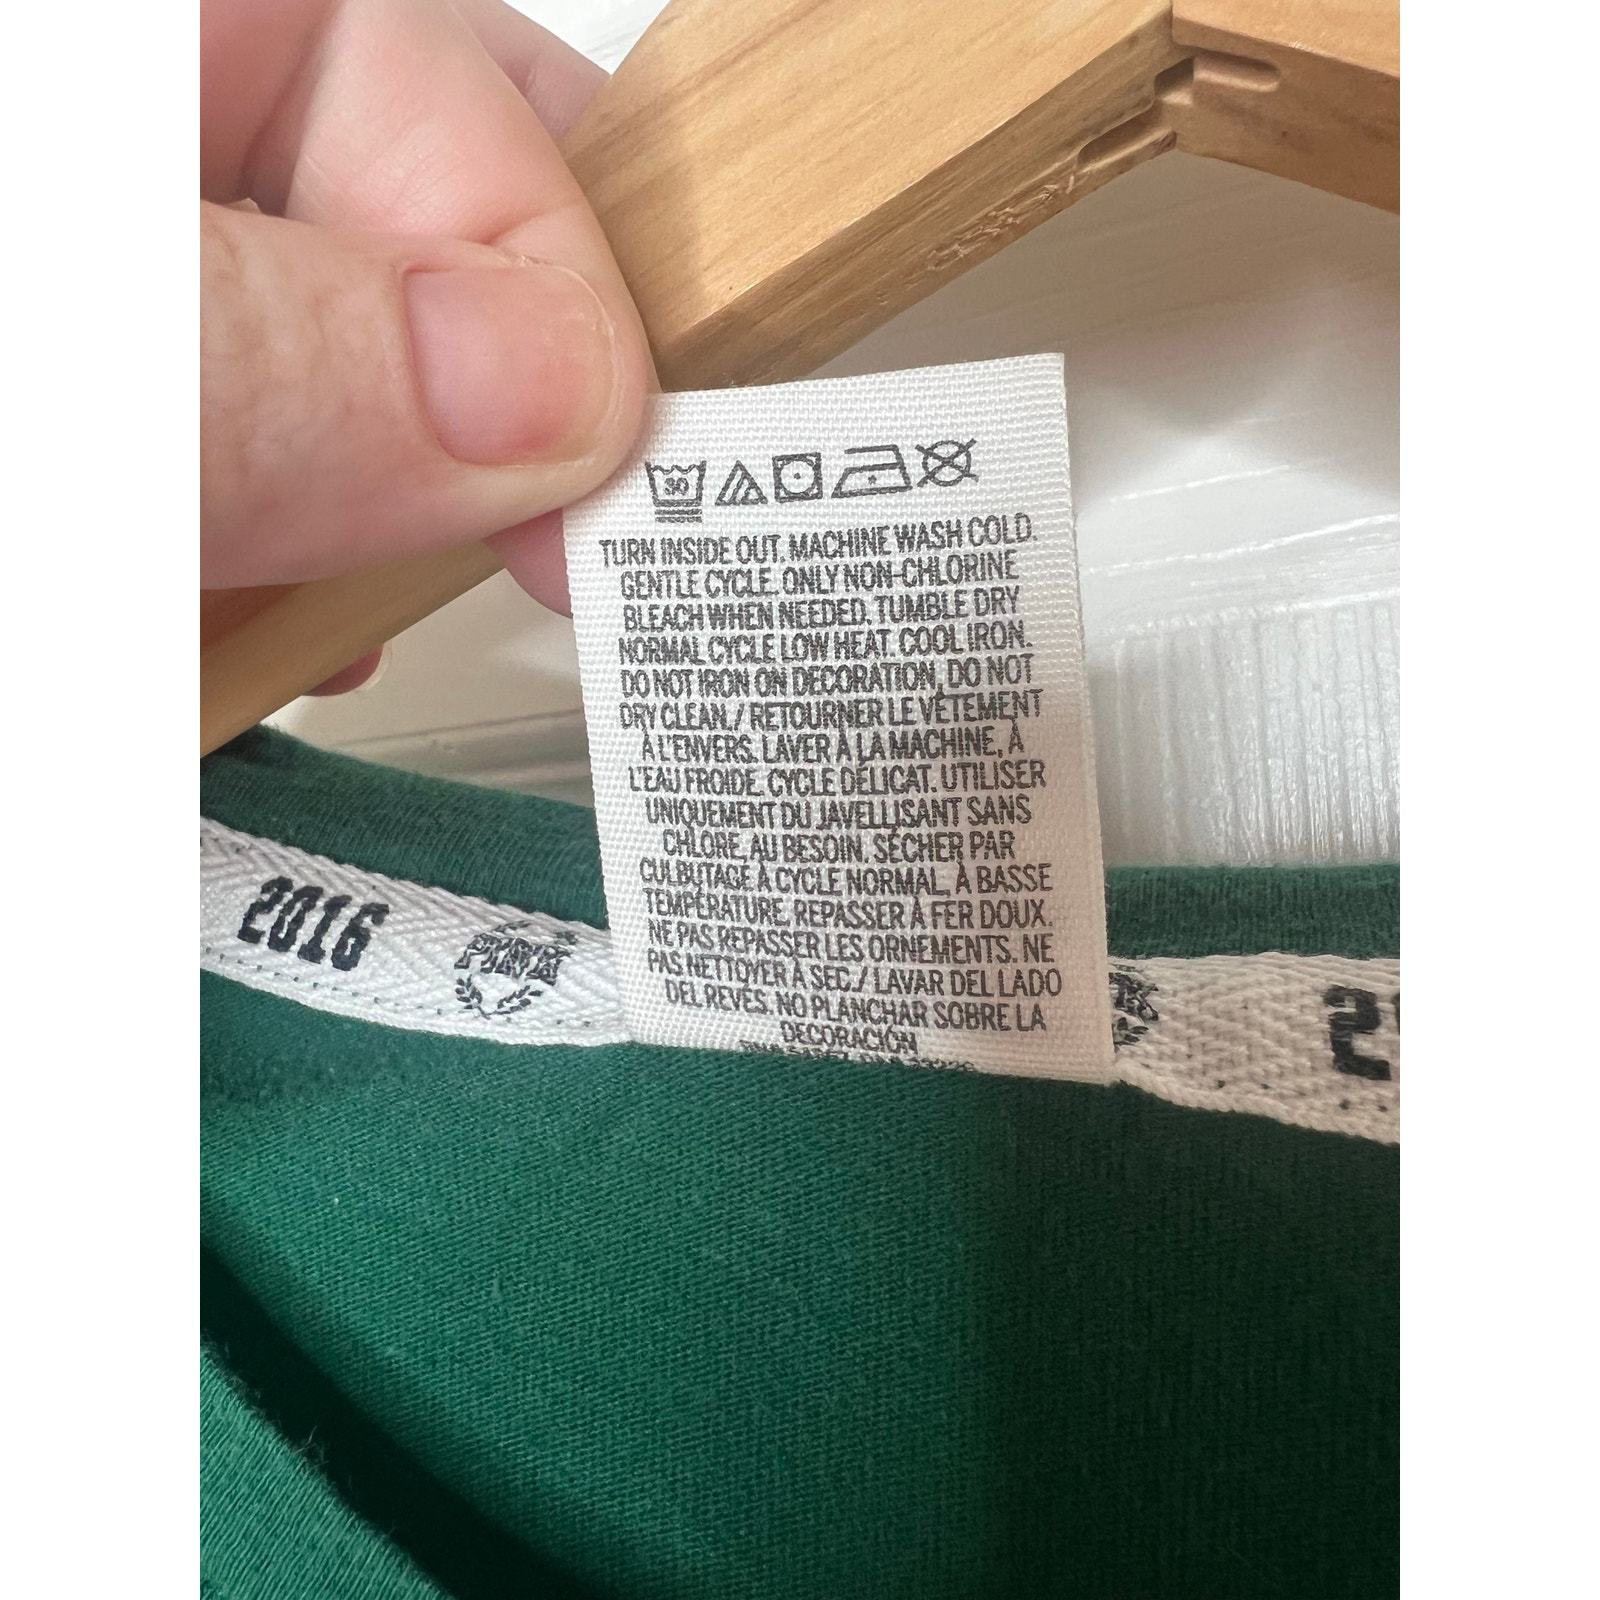 30
TURN INSIDE OUT. MACHINE WASH COLD.
GENTLE CYCLE. ONLY NON-CHLORINE
BLEACH WHEN NEEDED. TUMBLE DRY
NORMAL CYCLE LOW HEAT. COOL IRON.
DO NOT IRON ON DECORATION, DO NOT
DRY CLEAN. / RETOURNER LE VÊTEMENT
À L'ENVERS. LAVER À LA MACHINE, À
L'EAU FROIDE. CYCLE DÉLICAT. UTILISER
UNIQUEMENT DU JAVELLISANT SANS
CHLORE, AU BESOIN. SÉCHER PAR
CULBUTAGE À CYCLE NORMAL, À BASSE
TEMPÉRATURE. REPASSER À FER DOUX.
NE PAS REPASSER LES ORNEMENTS. NE
PAS NETTOYER À SEC. / LAVAR DEL LADO
DEL REVÉS. NO PLANCHAR SOBRE LA
DECORACIÓN
2016 PINK